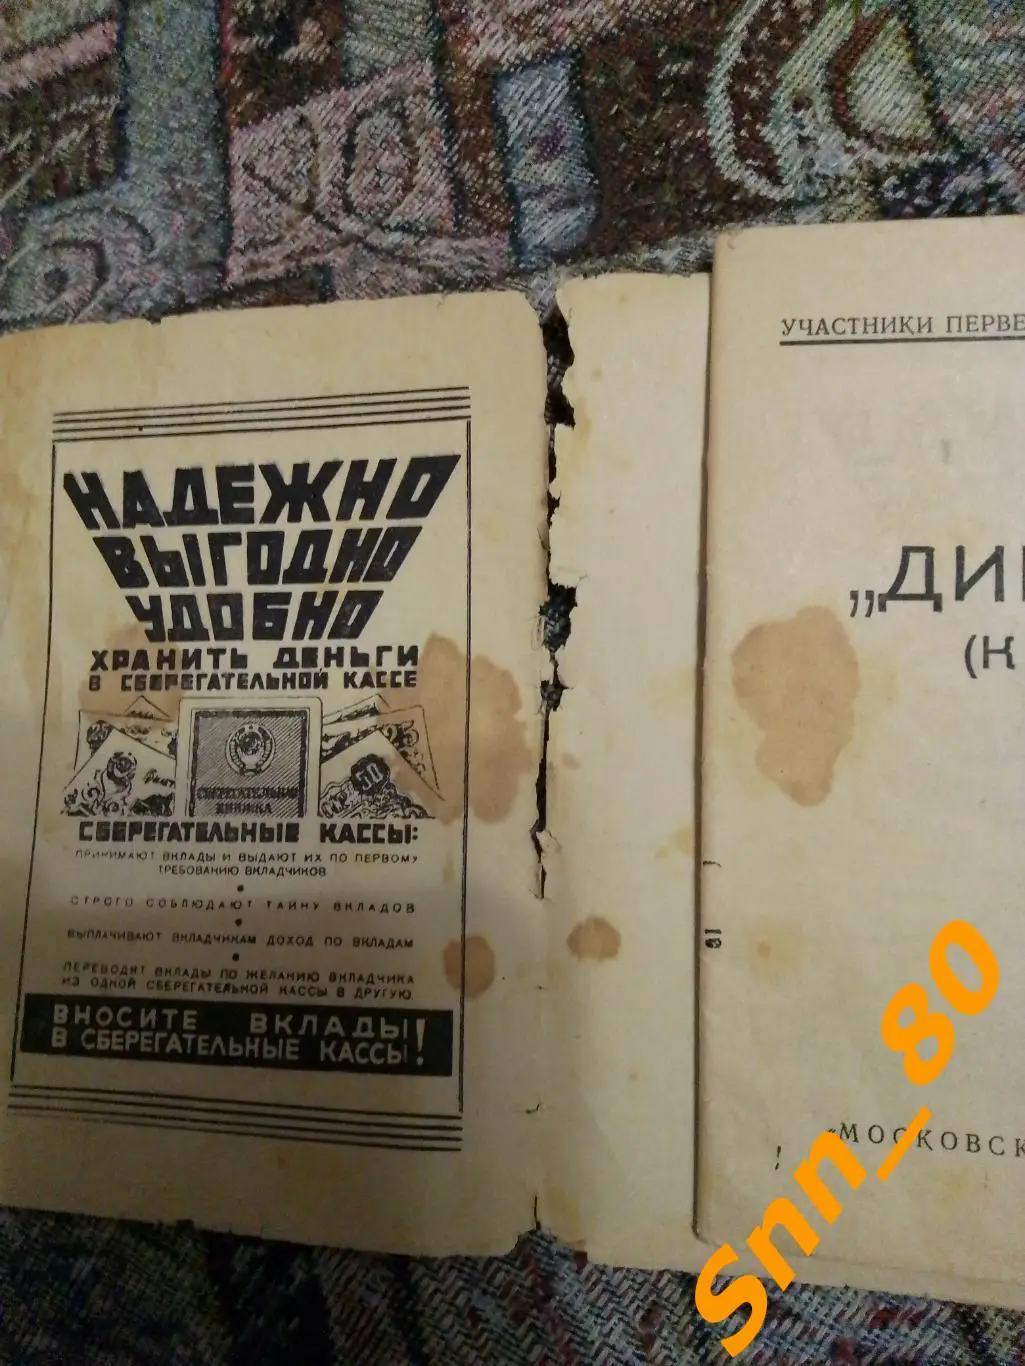 НАДЕЖНО
ВЫГОДНО
УДОБНО
ХРАНИТЬ ДЕНЬГИ
В СБЕРЕГАТЕЛЬНОЙ КАССЕ
50
СБЕРЕГАТЕЛЬНАЯ
КНИЖКА
СБЕРЕГАТЕЛЬНЫЕ КАССЫ:
ПРИНИМАЮТ ВКЛАДЫ И ВЫДАЮТ ИХ ПО ПЕРВОМУ
ТРЕБОВАНИЮ ВКЛАДЧИКОВ
СТРОГО СОБЛЮДАЮТ ТАЙНУ ВКЛАДОВ
ВЫПЛАЧИВАЮТ ВКЛАДЧИКАМ ДОХОД ПО ВКЛАДАМ
ПЕРЕВОДЯТ ВКЛАДЫ ПО ЖЕЛАНИЮ ВКЛАДЧИКА
ИЗ ОДНОЙ СБЕРЕГАТЕЛЬНОЙ КАССЫ В ДРУГУЮ
ВНОСИТЕ ВКЛАДЫ
В СБЕРЕГАТЕЛЬНЫЕ КАССЫ!
УЧАСТНИКИ ПЕРВЕ
„ДИ
(К
«МОСКОВСК
Snn_80